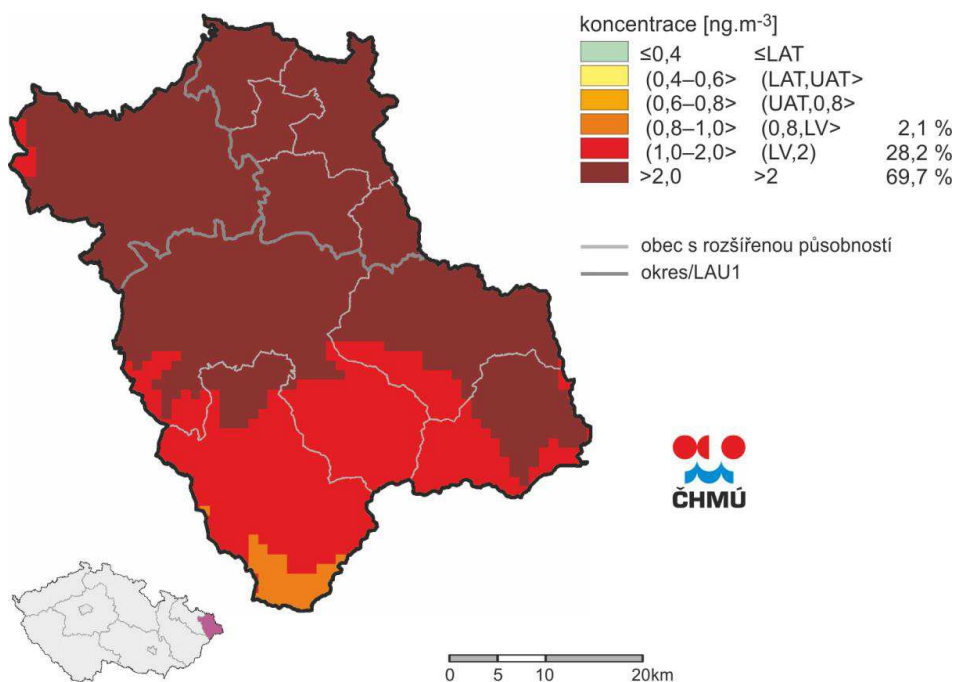 koncentrace [ng.m-3]
≤0,4 ≤LAT
(0,4–0,6> (LAT,UAT>
(0,6–0,8> (UAT,0,8>
(0,8–1,0> (0,8,LV> 2,1 %
(1,0–2,0> (LV,2) 28,2 %
>2,0 >2 69,7 %
obec s rozšířenou působností
okres/LAU1
ČHMÚ
0 5 10 20km